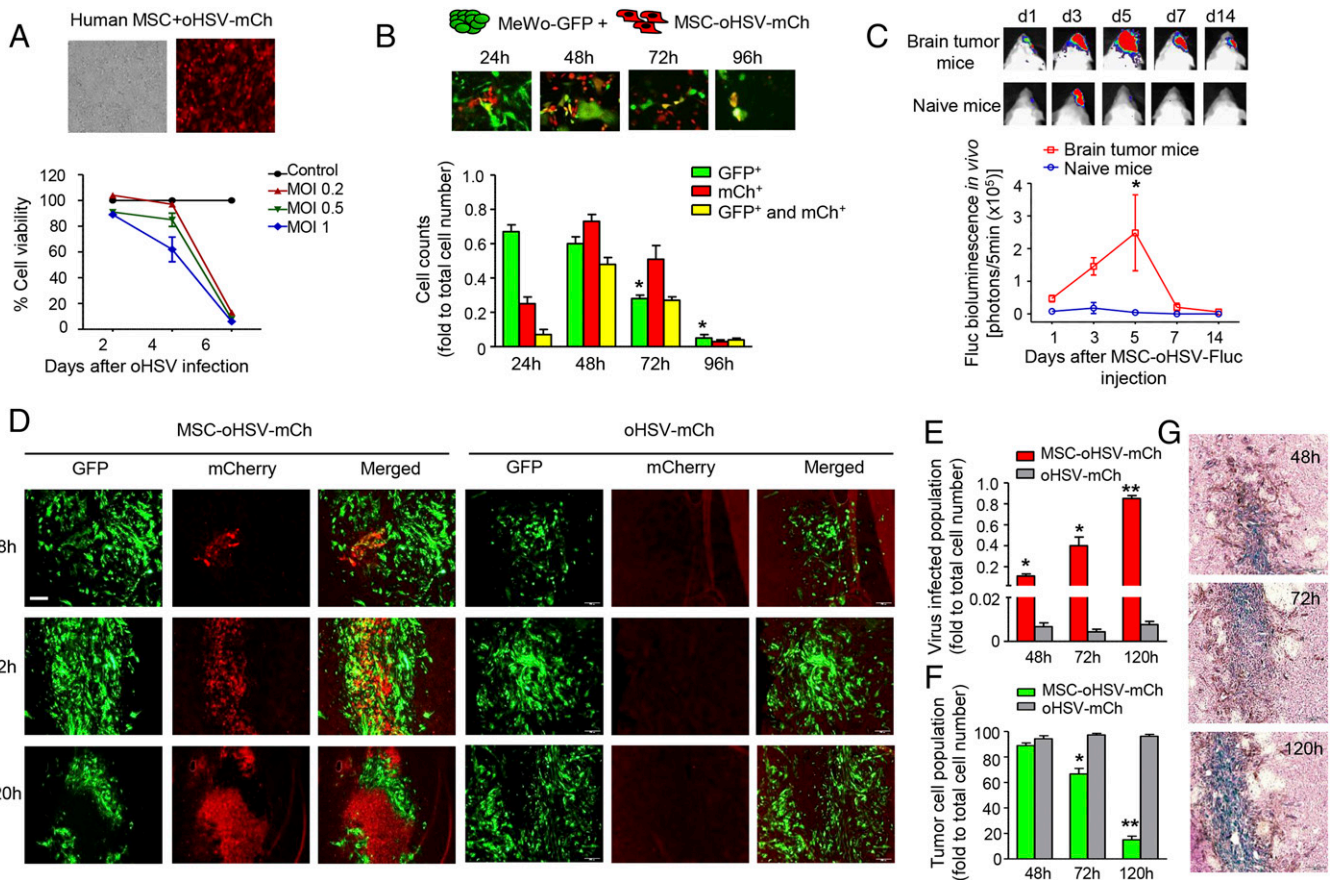 A
Human MSC+oHSV-mCh
Control
MOI 0.2
MOI 0.5
MOI 1
% Cell viability
120
100
80
60
40
20
0
2 4 6
Days after oHSV infection
B
MeWo-GFP + MSC-oHSV-mCh
24h 48h 72h 96h
GFP+
mCh+
GFP+ and mCh+
Cell counts
(fold to total cell number)
1.0
0.8
0.6
0.4
0.2
0.0
* *
24h 48h 72h 96h
C
d1 d3 d5 d7 d14
Brain tumor
mice
Naive mice
Brain tumor mice
Naive mice
Fluc bioluminescence in vivo
[photons/5min (x10⁵)]
4
3
2
1
0
*
1 3 5 7 14
Days after MSC-oHSV-Fluc
injection
D
MSC-oHSV-mCh oHSV-mCh
GFP mCherry Merged GFP mCherry Merged
8h
2h
20h
E
MSC-oHSV-mCh
oHSV-mCh
Virus infected population
(fold to total cell number)
1.0
0.8
0.6
0.4
0.2
0.02
0
* * **
48h 72h 120h
F
MSC-oHSV-mCh
oHSV-mCh
Tumor cell population
(fold to total cell number)
100
80
60
40
20
0
* **
48h 72h 120h
G
48h
72h
120h